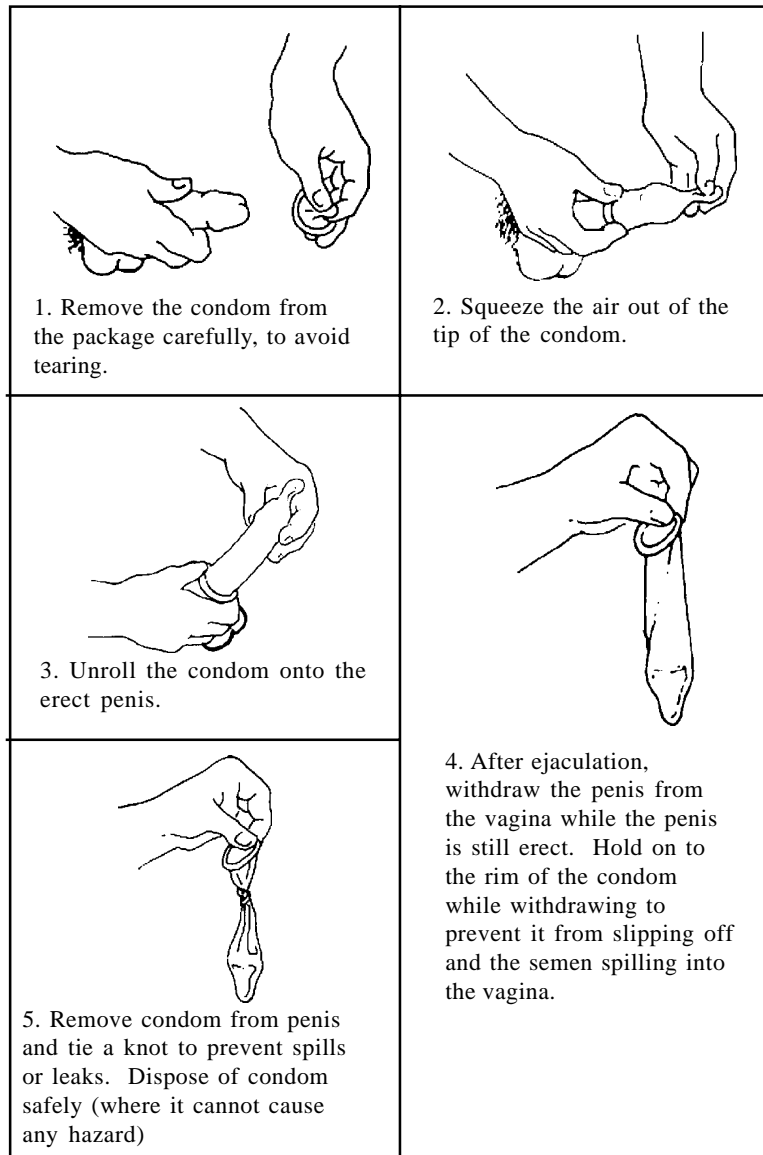 1. Remove the condom from
the package carefully, to avoid
tearing.
2. Squeeze the air out of the
tip of the condom.
3. Unroll the condom onto the
erect penis.
4. After ejaculation,
withdraw the penis from
the vagina while the penis
is still erect. Hold on to
the rim of the condom
while withdrawing to
prevent it from slipping off
and the semen spilling into
the vagina.
5. Remove condom from penis
and tie a knot to prevent spills
or leaks. Dispose of condom
safely (where it cannot cause
any hazard)